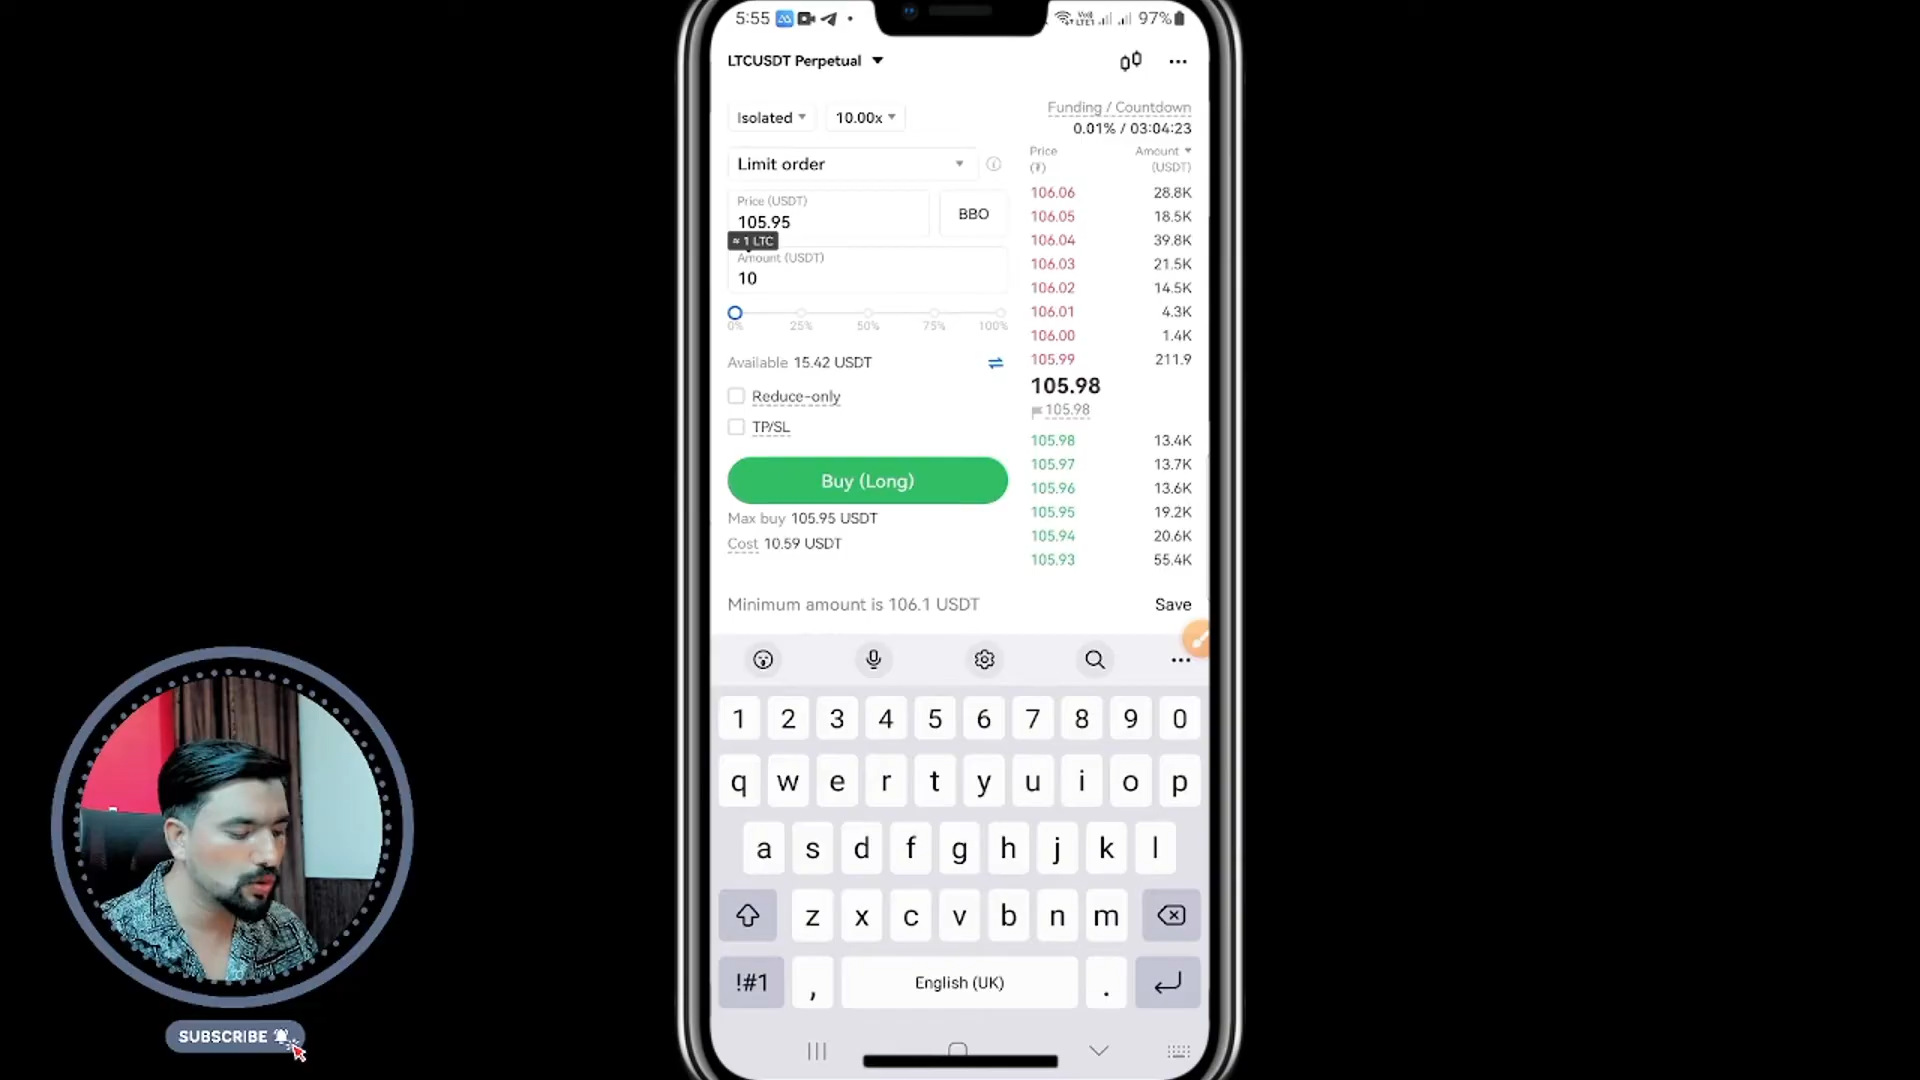 5:55
97%
LTCUSDT Perpetual
Isolated
10.00x
Funding / Countdown
0.01% / 03:04:23
Limit order
Price
Amount
(₮)
(USDT)
Price (USDT)
105.95
BBO
≈ 1 LTC
Amount (USDT)
10
0%
25%
50%
75%
100%
Available 15.42 USDT
Reduce-only
TP/SL
Buy (Long)
Max buy 105.95 USDT
Cost 10.59 USDT
106.06 28.8K
106.05 18.5K
106.04 39.8K
106.03 21.5K
106.02 14.5K
106.01 4.3K
106.00 1.4K
105.99 211.9
105.98
105.98
105.98 13.4K
105.97 13.7K
105.96 13.6K
105.95 19.2K
105.94 20.6K
105.93 55.4K
Minimum amount is 106.1 USDT
Save
1 2 3 4 5 6 7 8 9 0
q w e r t y u i o p
a s d f g h j k l
z x c v b n m
!#1 , English (UK) .
SUBSCRIBE